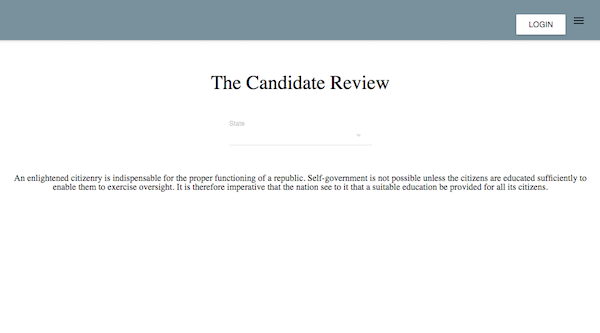 LOGIN
The Candidate Review
State
An enlightened citizenry is indispensable for the proper functioning of a republic. Self-government is not possible unless the citizens are educated sufficiently to
enable them to exercise oversight. It is therefore imperative that the nation see to it that a suitable education be provided for all its citizens.